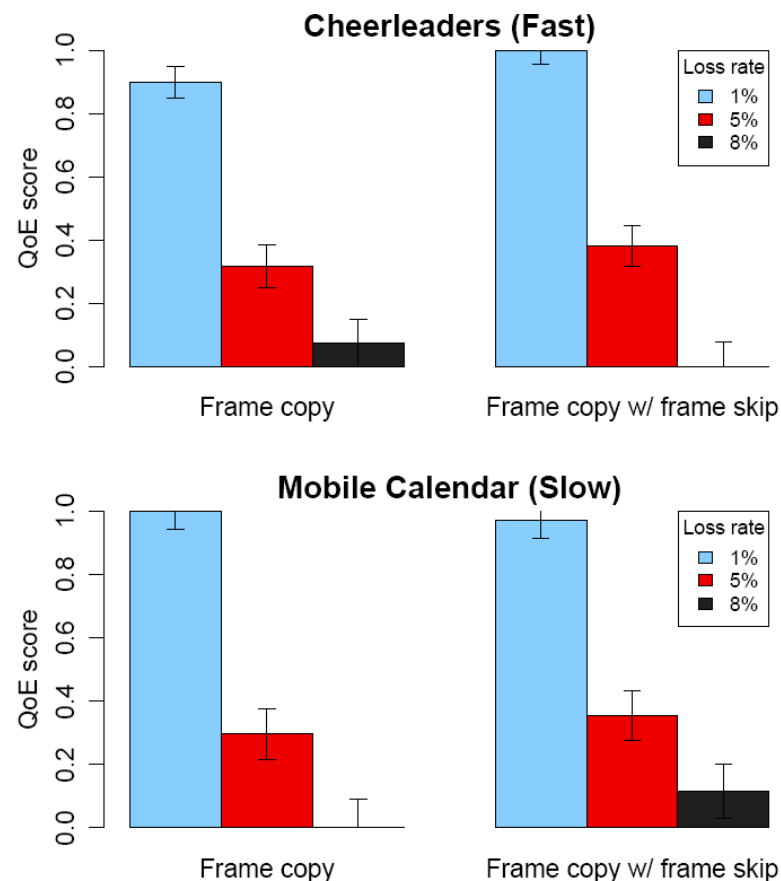 Cheerleaders (Fast)
QoE score
0.0 0.2 0.4 0.6 0.8 1.0
Loss rate
1%
5%
8%
Frame copy
Frame copy w/ frame skip
Mobile Calendar (Slow)
QoE score
0.0 0.2 0.4 0.6 0.8 1.0
Loss rate
1%
5%
8%
Frame copy
Frame copy w/ frame skip